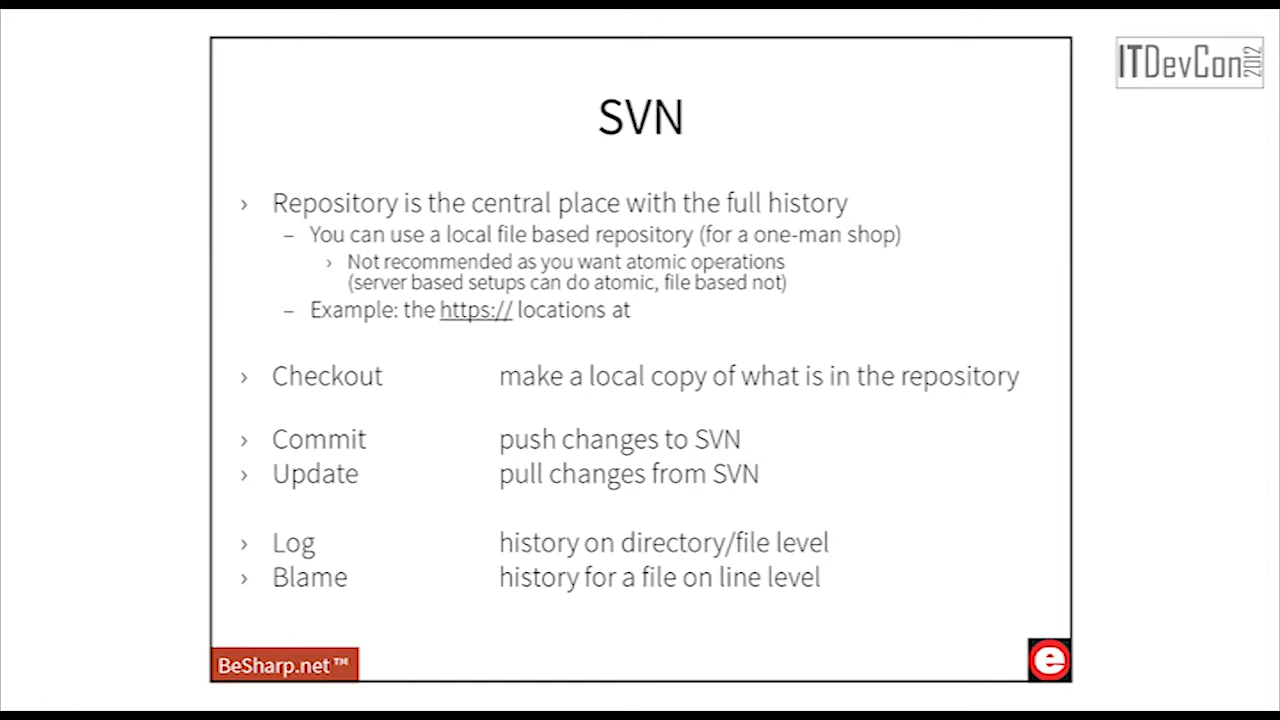 ITDevCon 2012
SVN
› Repository is the central place with the full history
– You can use a local file based repository (for a one-man shop)
› Not recommended as you want atomic operations
(server based setups can do atomic, file based not)
– Example: the https:// locations at
› Checkout make a local copy of what is in the repository
› Commit push changes to SVN
› Update pull changes from SVN
› Log history on directory/file level
› Blame history for a file on line level
BeSharp.net™
e